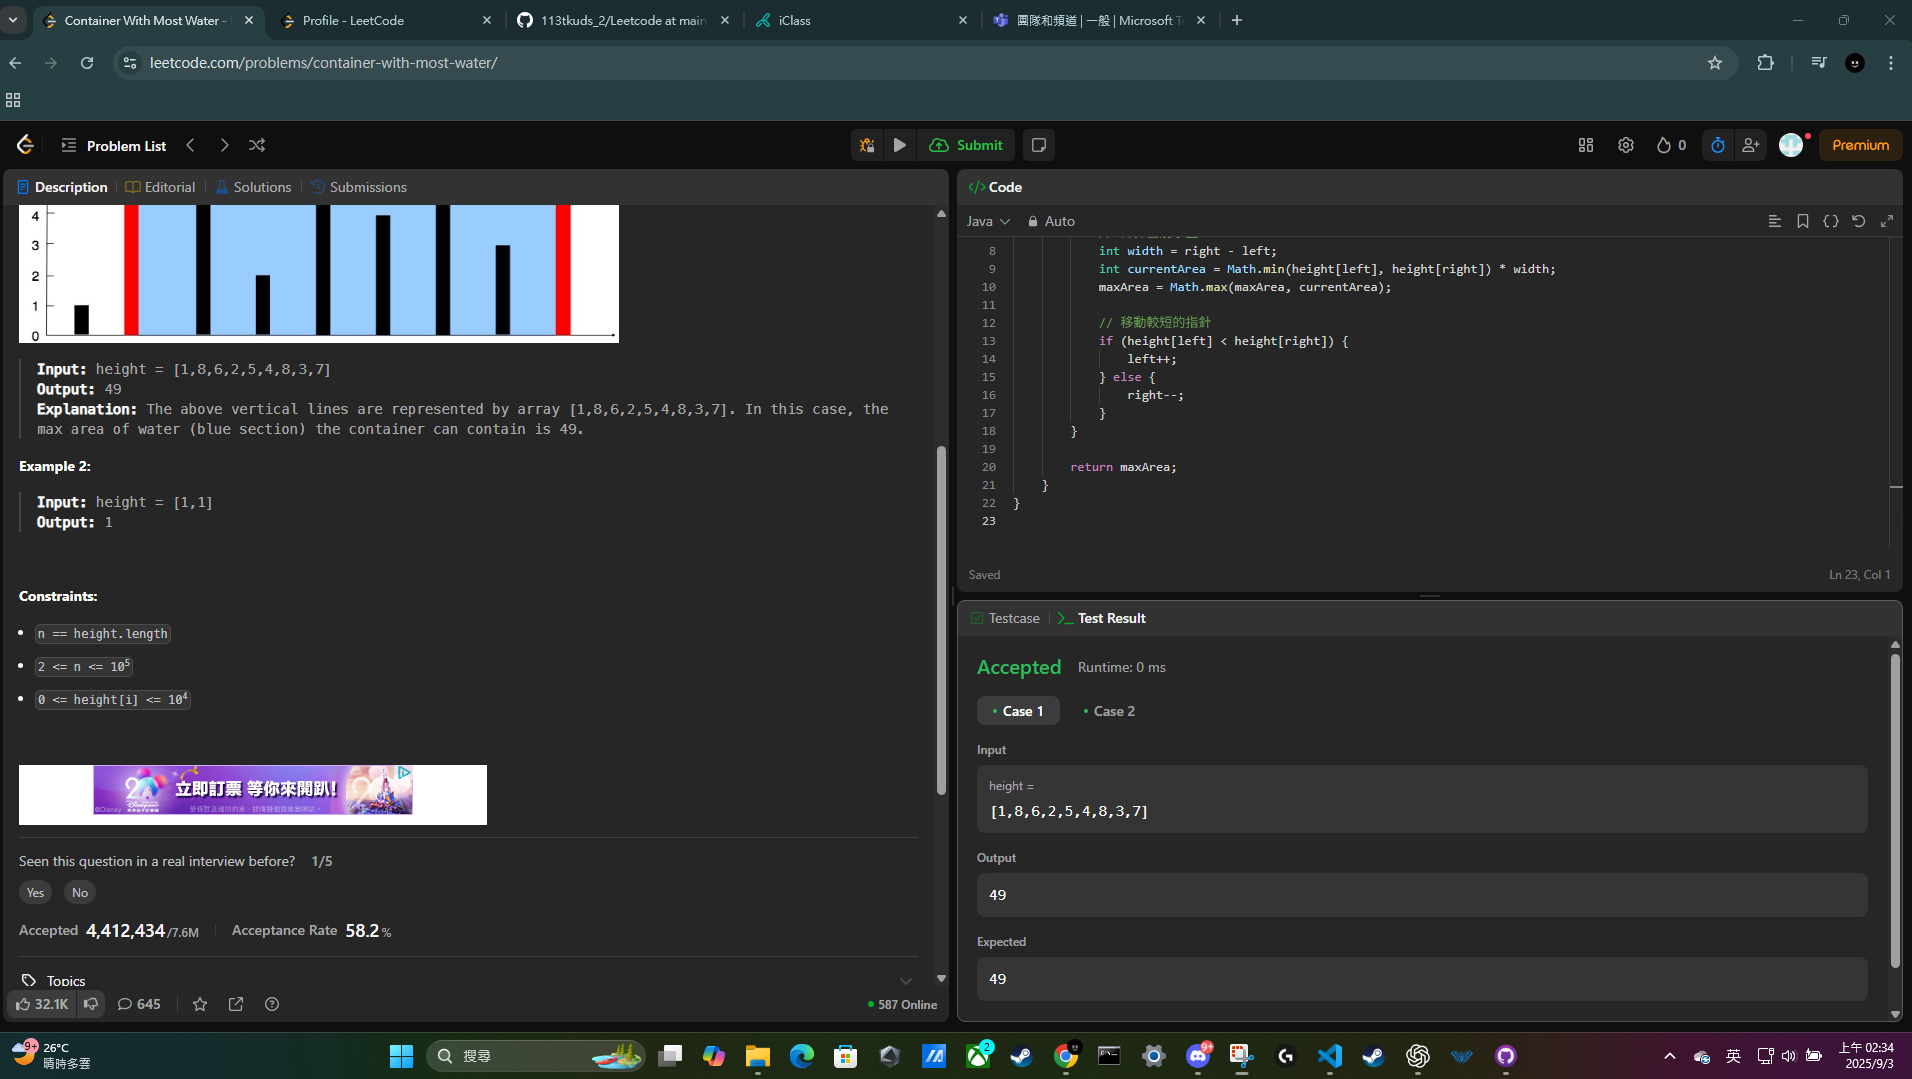 Container With Most Water -
Profile - LeetCode
113tkuds_2/Leetcode at main
iClass
團隊和頻道 | 一般 | Microsoft T
leetcode.com/problems/container-with-most-water/
Problem List
Submit
0
Premium
Description
Editorial
Solutions
Submissions
4
3
2
1
0
Input: height = [1,8,6,2,5,4,8,3,7]
Output: 49
Explanation: The above vertical lines are represented by array [1,8,6,2,5,4,8,3,7]. In this case, the
max area of water (blue section) the container can contain is 49.
Example 2:
Input: height = [1,1]
Output: 1
Constraints:
n == height.length
2 <= n <= 10⁵
0 <= height[i] <= 10⁴
立即訂票 等你來開趴!
©Disney
Seen this question in a real interview before? 1/5
Yes
No
Accepted 4,412,434/7.6M
Acceptance Rate 58.2%
Topics
32.1K
645
587 Online
Code
Java
Auto
8 int width = right - left;
9 int currentArea = Math.min(height[left], height[right]) * width;
10 maxArea = Math.max(maxArea, currentArea);
11
12 // 移動較短的指針
13 if (height[left] < height[right]) {
14 left++;
15 } else {
16 right--;
17 }
18 }
19
20 return maxArea;
21 }
22 }
23
Saved
Ln 23, Col 1
Testcase
Test Result
Accepted
Runtime: 0 ms
Case 1
Case 2
Input
height =
[1,8,6,2,5,4,8,3,7]
Output
49
Expected
49
9+
26°C
晴時多雲
搜尋
2
9+
英
上午 02:34
2025/9/3